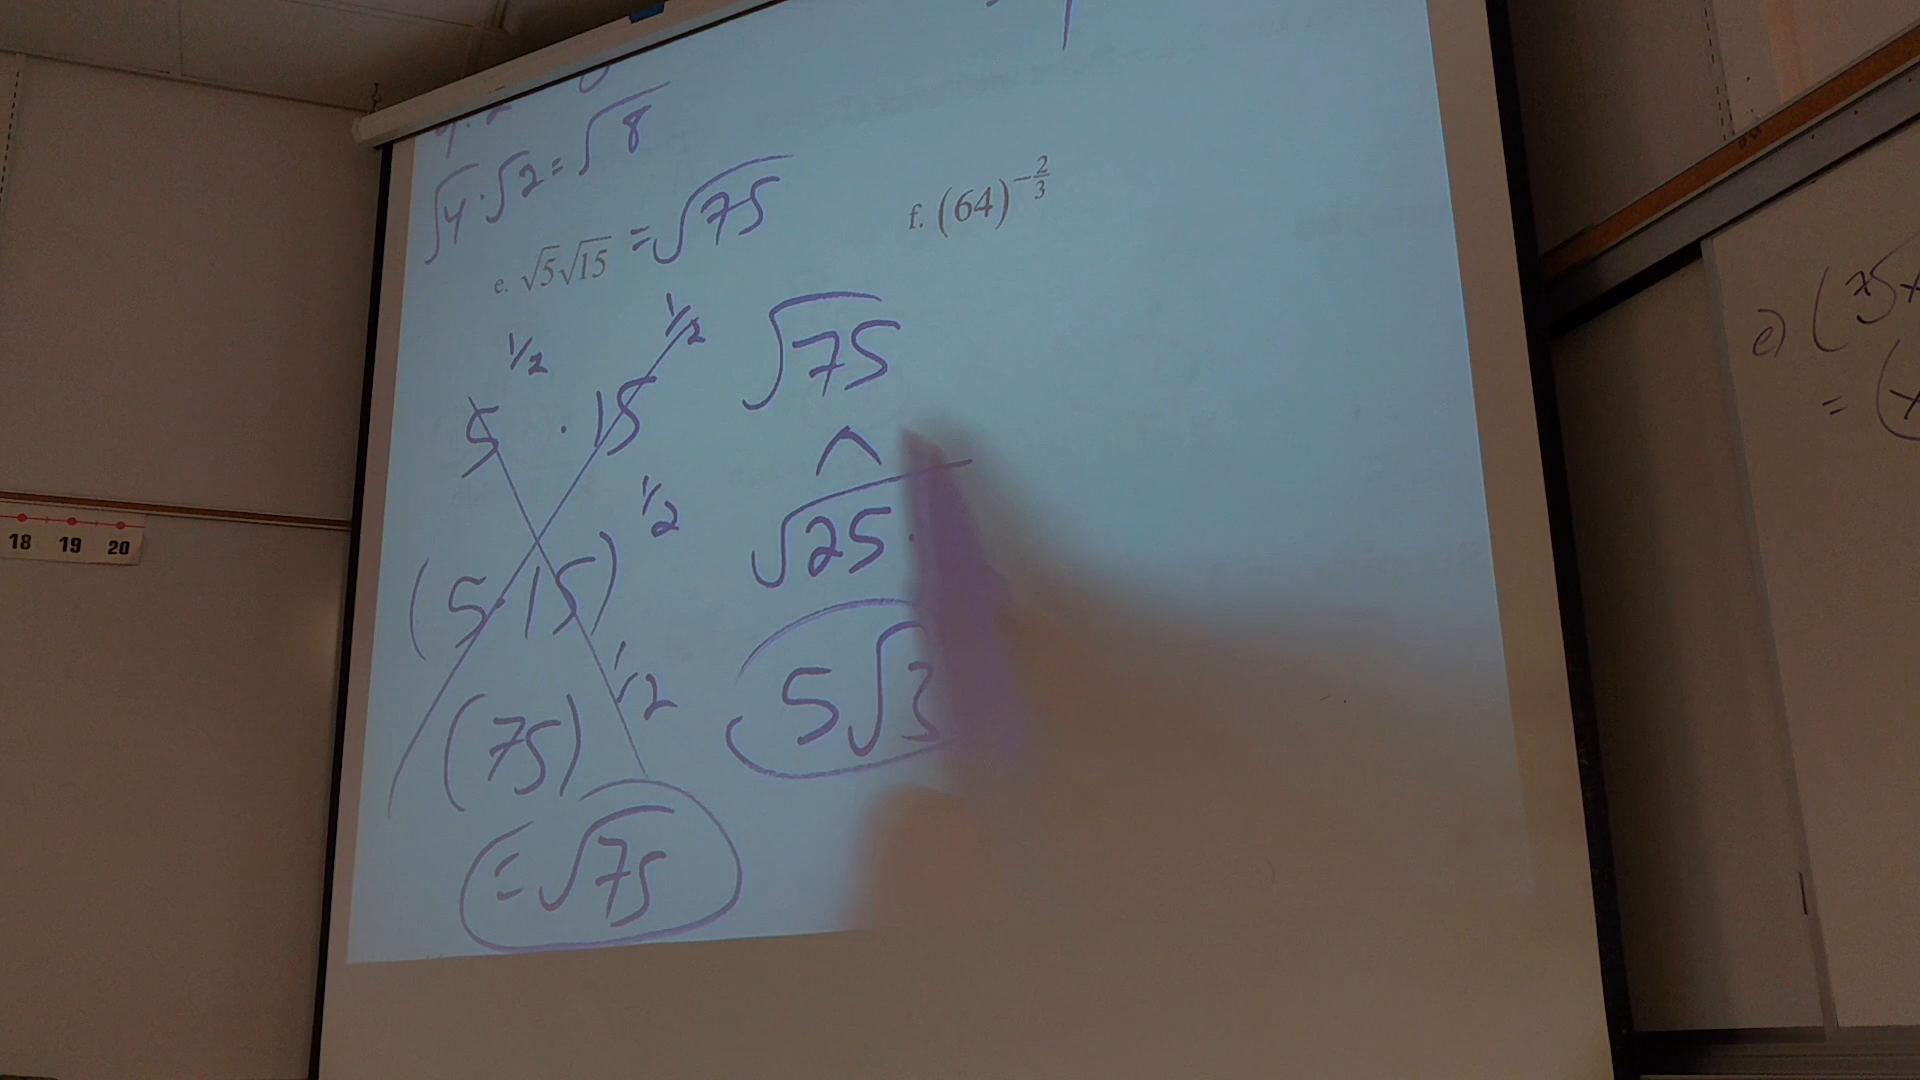 √4 · √2 = √8
e. √5√15 = √75
5^1/2 · 15^1/2
(5 · 15)^1/2
(75)^1/2
= √75
√75
√25 ·
5√3
f. (64)^-2/3
18 19 20
e) (x
= (